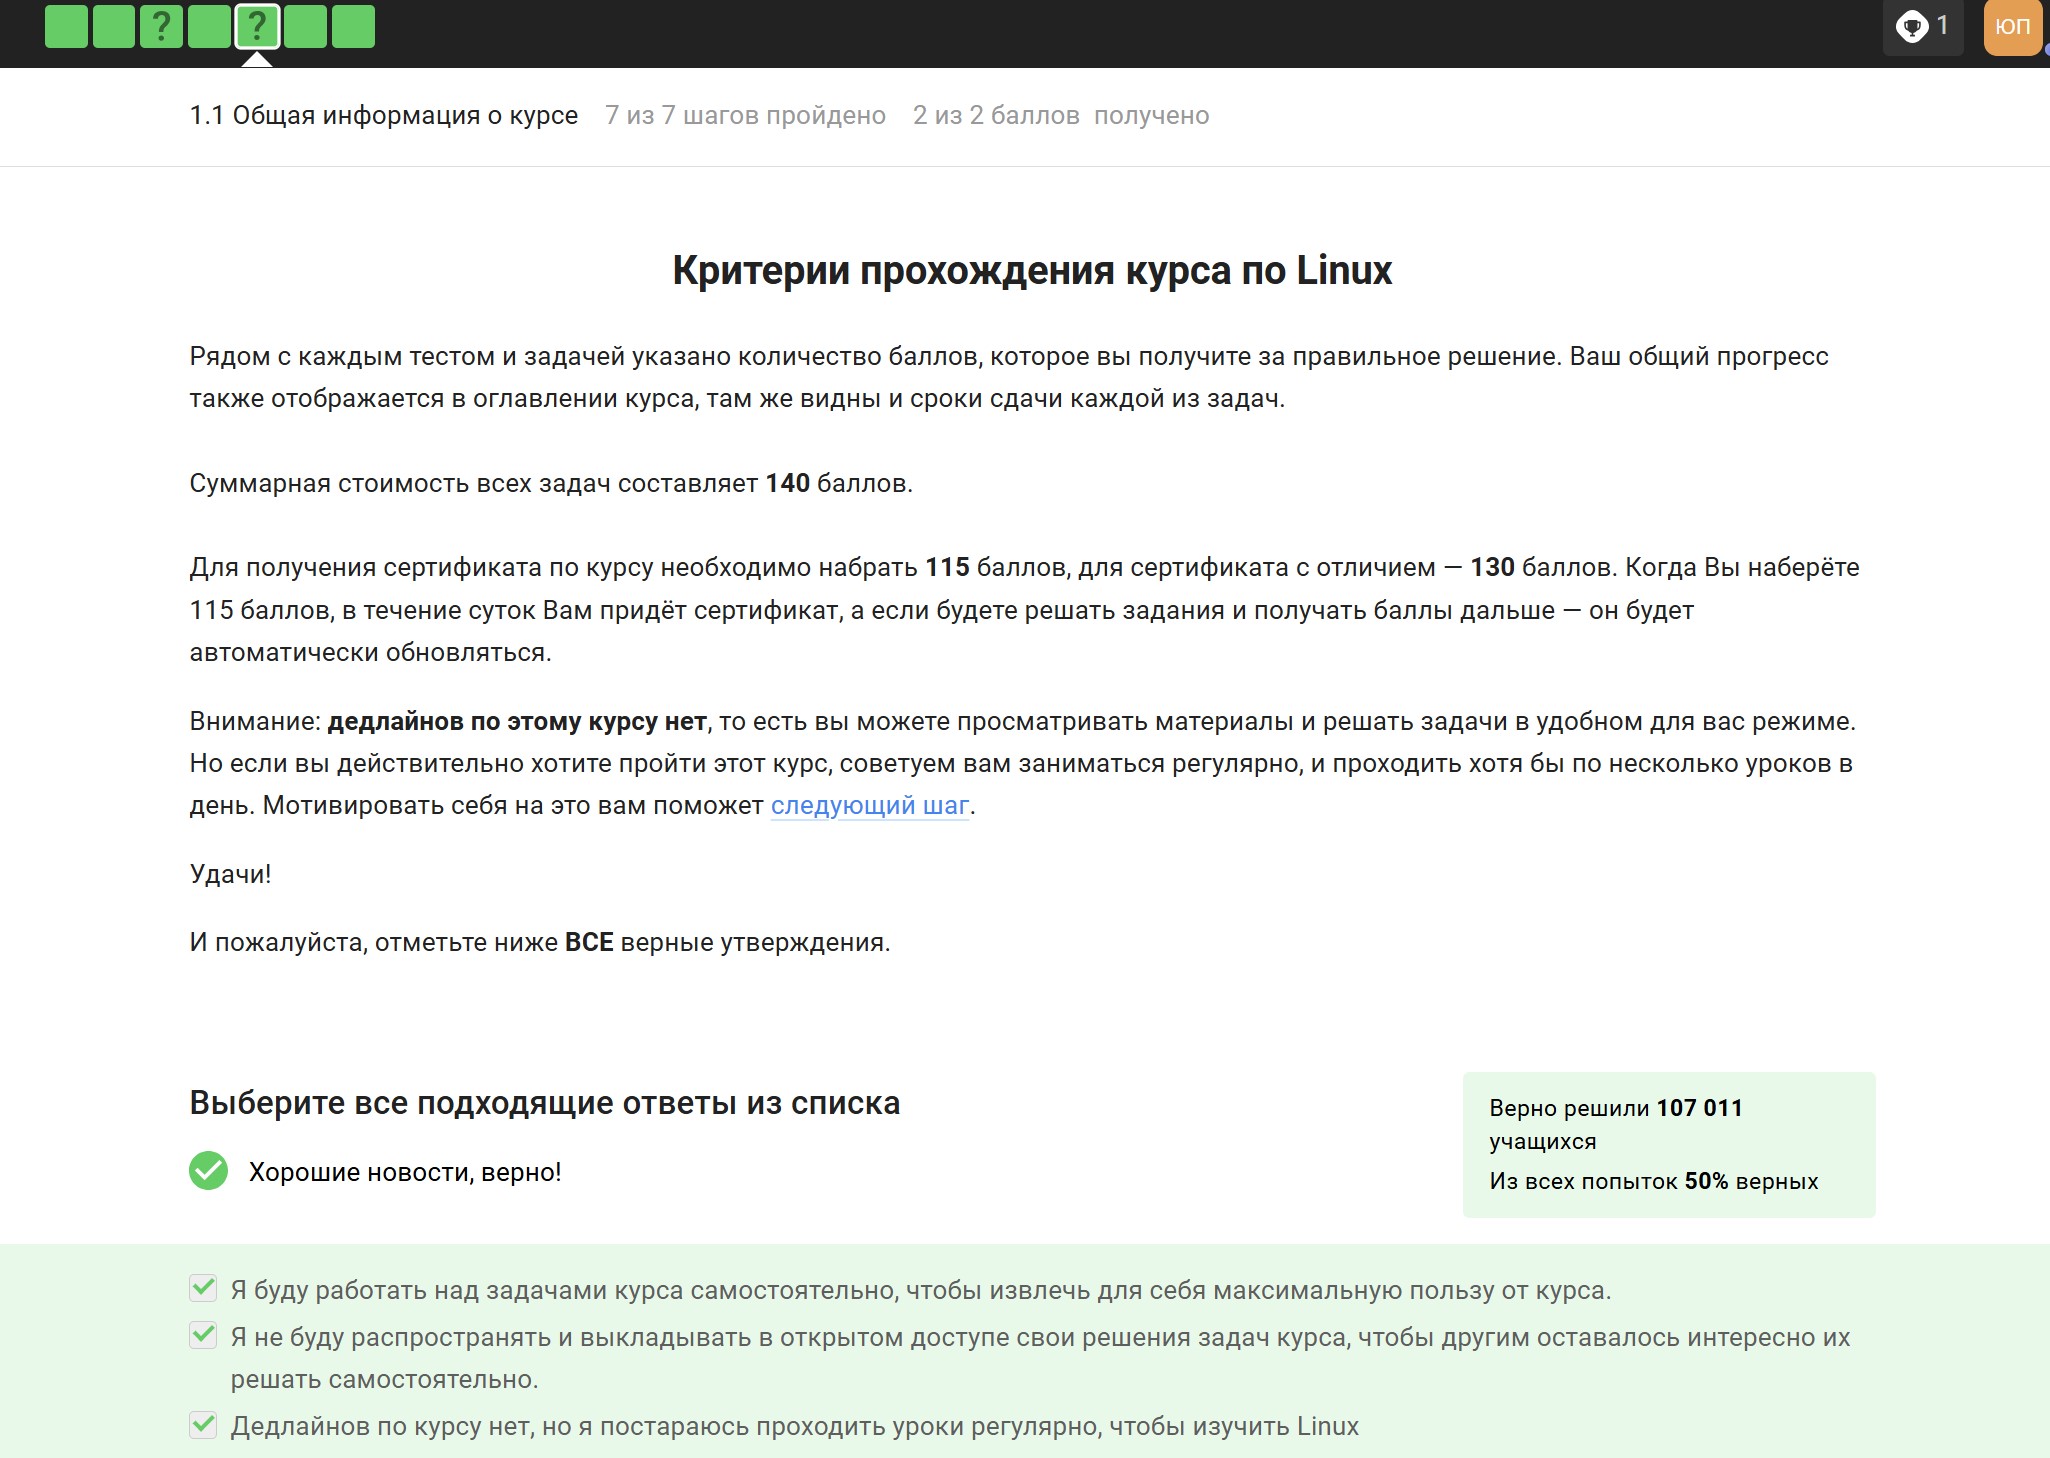 ?
?
1
ЮП
1.1 Общая информация о курсе 7 из 7 шагов пройдено 2 из 2 баллов получено
Критерии прохождения курса по Linux
Рядом с каждым тестом и задачей указано количество баллов, которое вы получите за правильное решение. Ваш общий прогресс
также отображается в оглавлении курса, там же видны и сроки сдачи каждой из задач.
Суммарная стоимость всех задач составляет 140 баллов.
Для получения сертификата по курсу необходимо набрать 115 баллов, для сертификата с отличием — 130 баллов. Когда Вы наберёте
115 баллов, в течение суток Вам придёт сертификат, а если будете решать задания и получать баллы дальше — он будет
автоматически обновляться.
Внимание: дедлайнов по этому курсу нет, то есть вы можете просматривать материалы и решать задачи в удобном для вас режиме.
Но если вы действительно хотите пройти этот курс, советуем вам заниматься регулярно, и проходить хотя бы по несколько уроков в
день. Мотивировать себя на это вам поможет следующий шаг.
Удачи!
И пожалуйста, отметьте ниже ВСЕ верные утверждения.
Выберите все подходящие ответы из списка
Хорошие новости, верно!
Верно решили 107 011
учащихся
Из всех попыток 50% верных
Я буду работать над задачами курса самостоятельно, чтобы извлечь для себя максимальную пользу от курса.
Я не буду распространять и выкладывать в открытом доступе свои решения задач курса, чтобы другим оставалось интересно их
решать самостоятельно.
Дедлайнов по курсу нет, но я постараюсь проходить уроки регулярно, чтобы изучить Linux